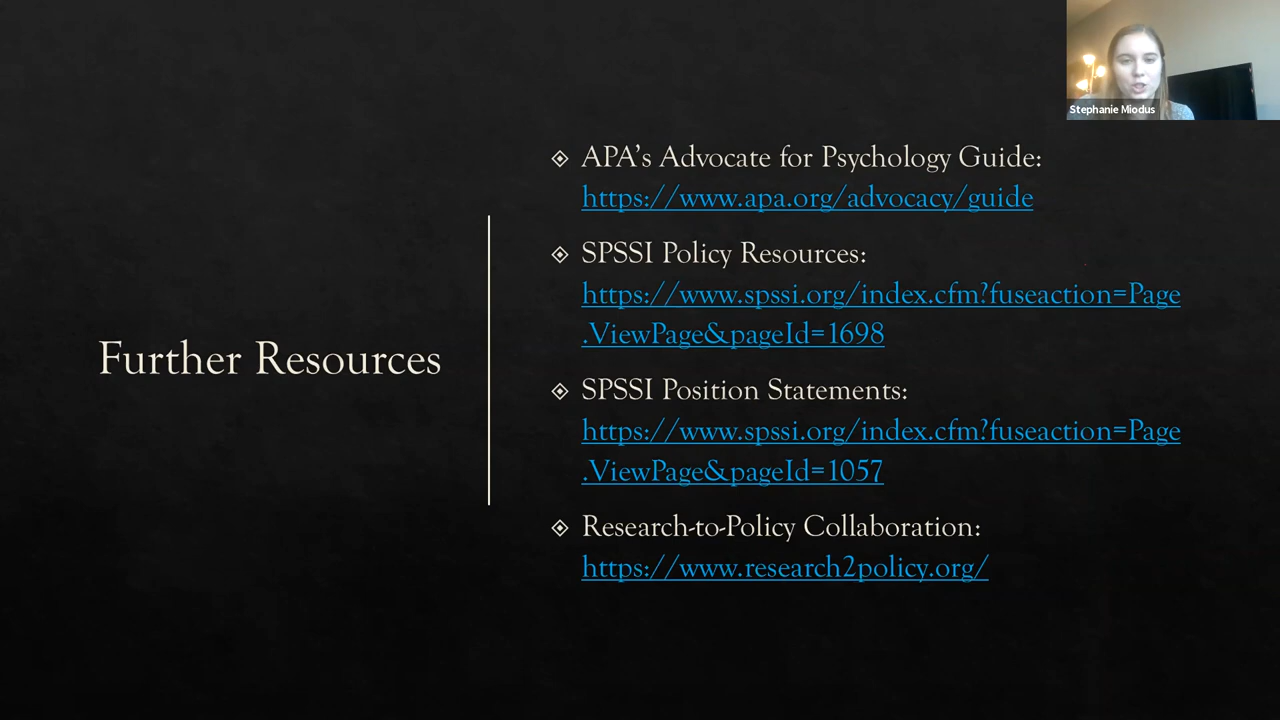 Stephanie Miodus
Further Resources
APA's Advocate for Psychology Guide:
https://www.apa.org/advocacy/guide
SPSSI Policy Resources:
https://www.spssi.org/index.cfm?fuseaction=Page
.ViewPage&pageId=1698
SPSSI Position Statements:
https://www.spssi.org/index.cfm?fuseaction=Page
.ViewPage&pageId=1057
Research-to-Policy Collaboration:
https://www.research2policy.org/